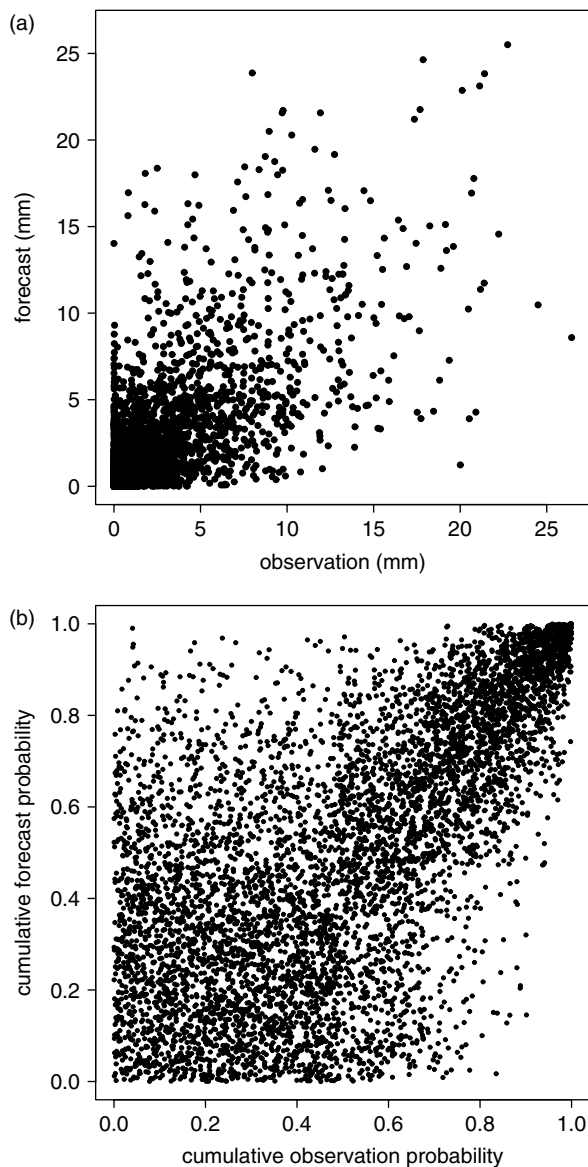 (a)
25
20
15
10
5
0
forecast (mm)
0 5 10 15 20 25
observation (mm)
(b)
1.0
0.8
0.6
0.4
0.2
0.0
cumulative forecast probability
0.0 0.2 0.4 0.6 0.8 1.0
cumulative observation probability